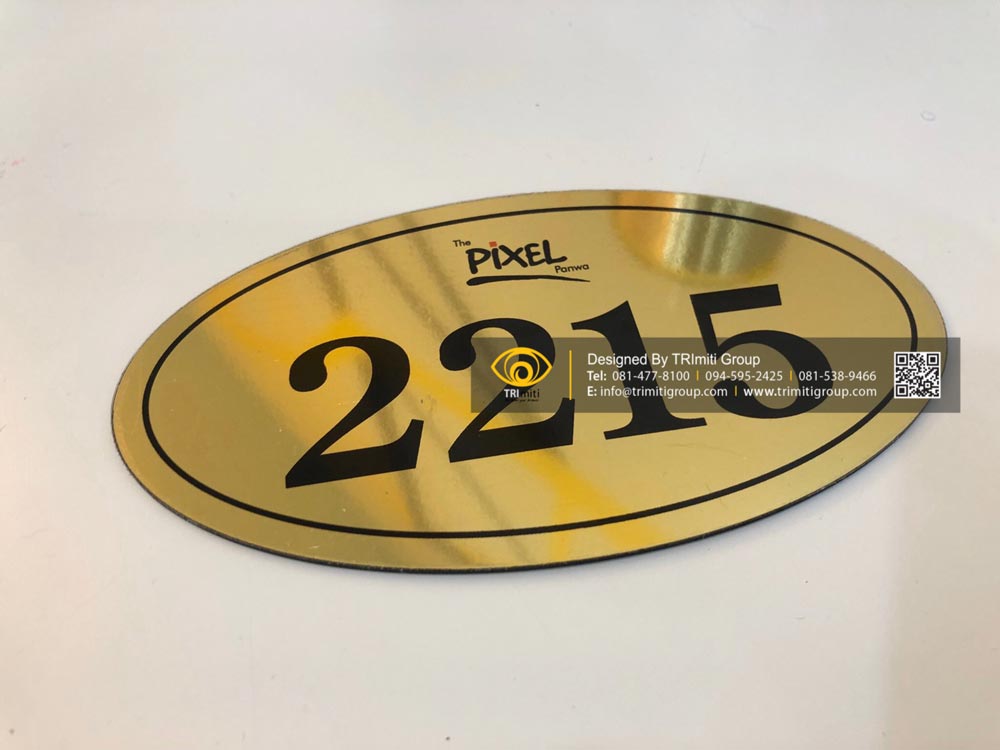 The
PiXEL
Panwa
2215
TRImiti
Designed By TRImiti Group
Tel: 081-477-8100 | 094-595-2425 | 081-538-9466
E: info@trimitigroup.com | www.trimitigroup.com